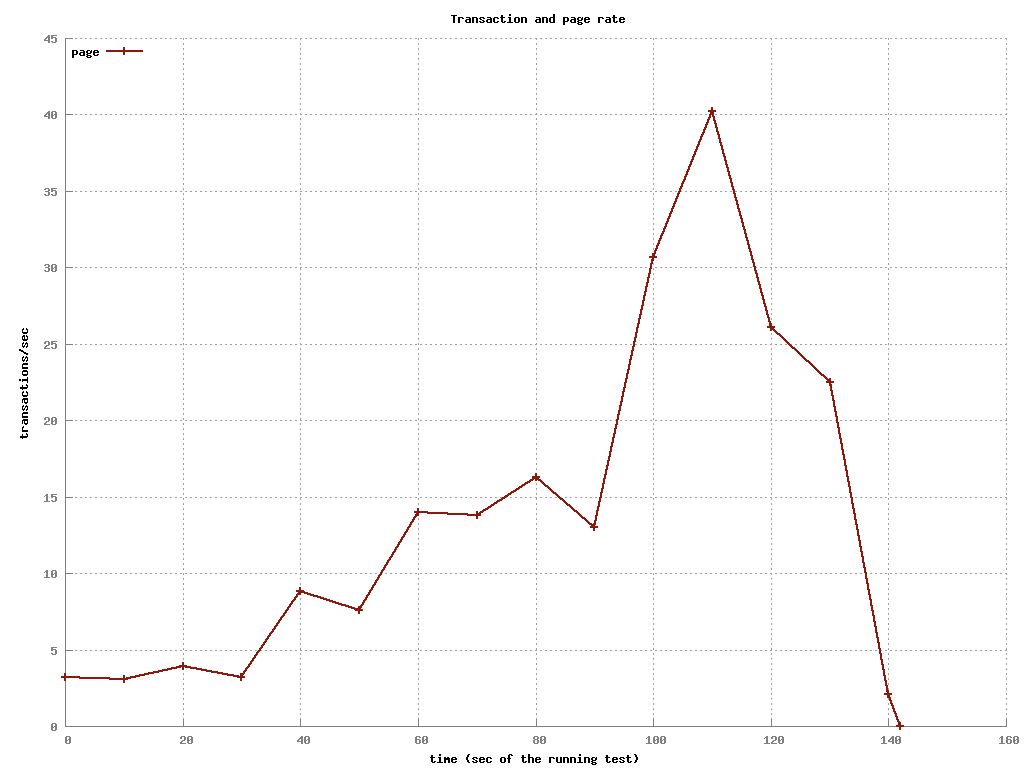 Transaction and page rate
45
page
40
35
30
25
transactions/sec
20
15
10
5
0
0 20 40 60 80 100 120 140 160
time (sec of the running test)